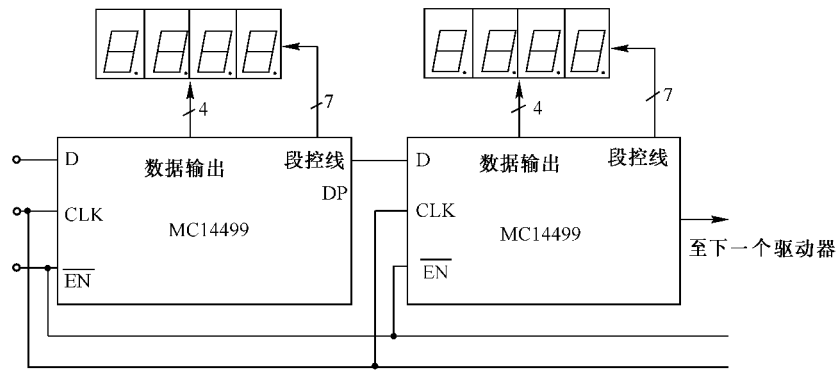 4
7
4
7
D
数据输出
段控线
DP
CLK
MC14499
EN
D
数据输出
段控线
CLK
MC14499
EN
至下一个驱动器